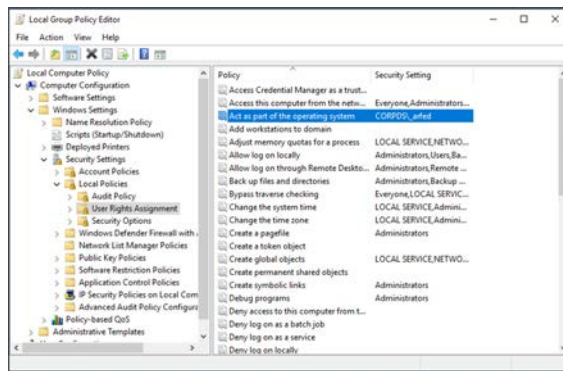 Local Group Policy Editor
File Action View Help
Local Computer Policy
Computer Configuration
Software Settings
Windows Settings
Name Resolution Policy
Scripts (Startup/Shutdown)
Deployed Printers
Security Settings
Account Policies
Local Policies
Audit Policy
User Rights Assignment
Security Options
Windows Defender Firewall with
Network List Manager Policies
Public Key Policies
Software Restriction Policies
Application Control Policies
IP Security Policies on Local Com
Advanced Audit Policy Configura
Policy-based QoS
Administrative Templates
Policy Security Setting
Access Credential Manager as a trust...
Access this computer from the netw... Everyone,Administrators...
Act as part of the operating system CORPDS\_arfed
Add workstations to domain
Adjust memory quotas for a process LOCAL SERVICE,NETWO...
Allow log on locally Administrators,Users,Ba...
Allow log on through Remote Deskto... Administrators,Remote ...
Back up files and directories Administrators,Backup ...
Bypass traverse checking Everyone,LOCAL SERVIC...
Change the system time LOCAL SERVICE,Admini...
Change the time zone LOCAL SERVICE,Admini...
Create a pagefile Administrators
Create a token object
Create global objects LOCAL SERVICE,NETWO...
Create permanent shared objects
Create symbolic links Administrators
Debug programs Administrators
Deny access to this computer from t...
Deny log on as a batch job
Deny log on as a service
Deny log on locally